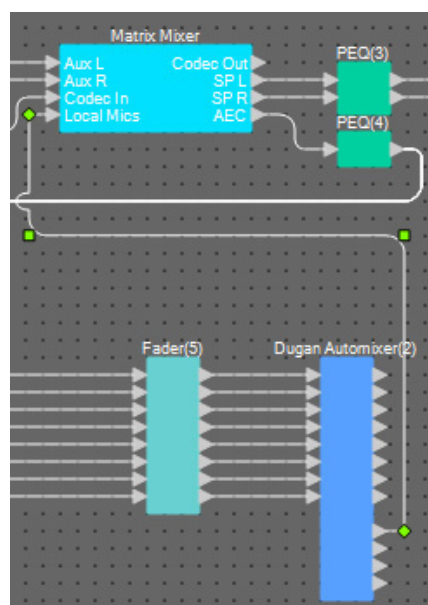 Matrix Mixer
Aux L Codec Out
Aux R SP L
Codec In SP R
Local Mics AEC
PEQ(3)
PEQ(4)
Fader(5)
Dugan Automixer(2)